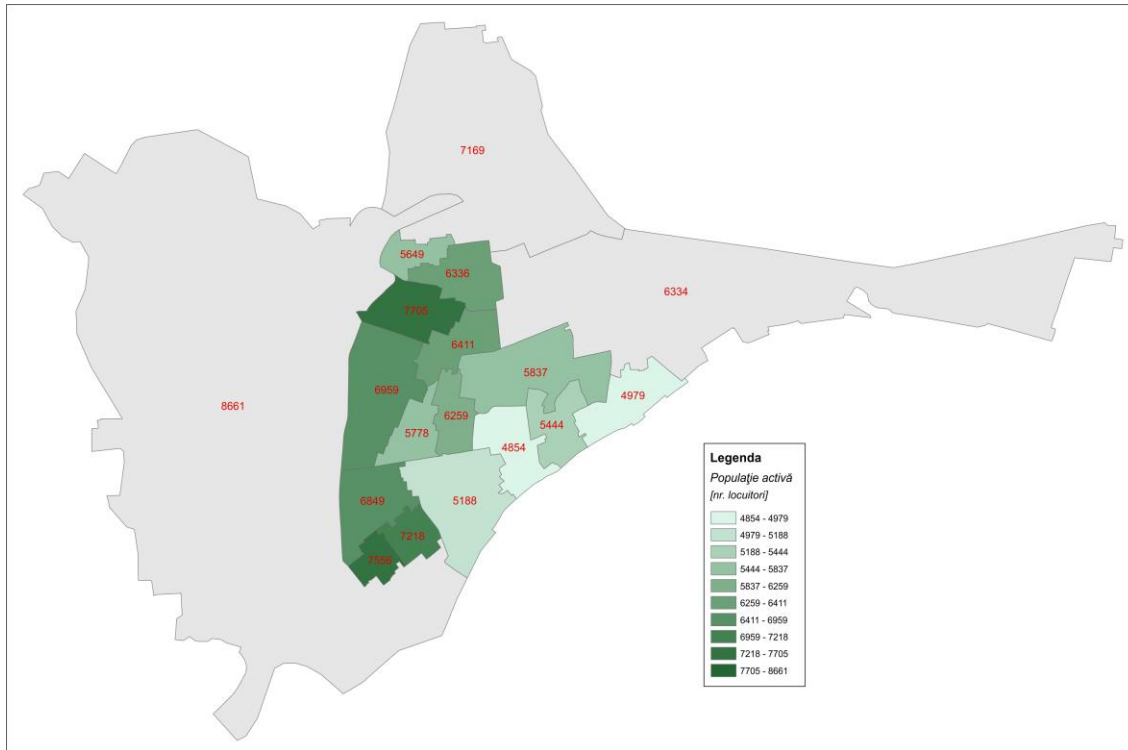 7169
5649
6336
6334
7705
6411
5837
6959
4979
8661
6259
5444
5778
4854
6849
5188
7218
7556
Legenda
Populație activă
[nr. locuitori]
4854 - 4979
4979 - 5188
5188 - 5444
5444 - 5837
5837 - 6259
6259 - 6411
6411 - 6959
6959 - 7218
7218 - 7705
7705 - 8661